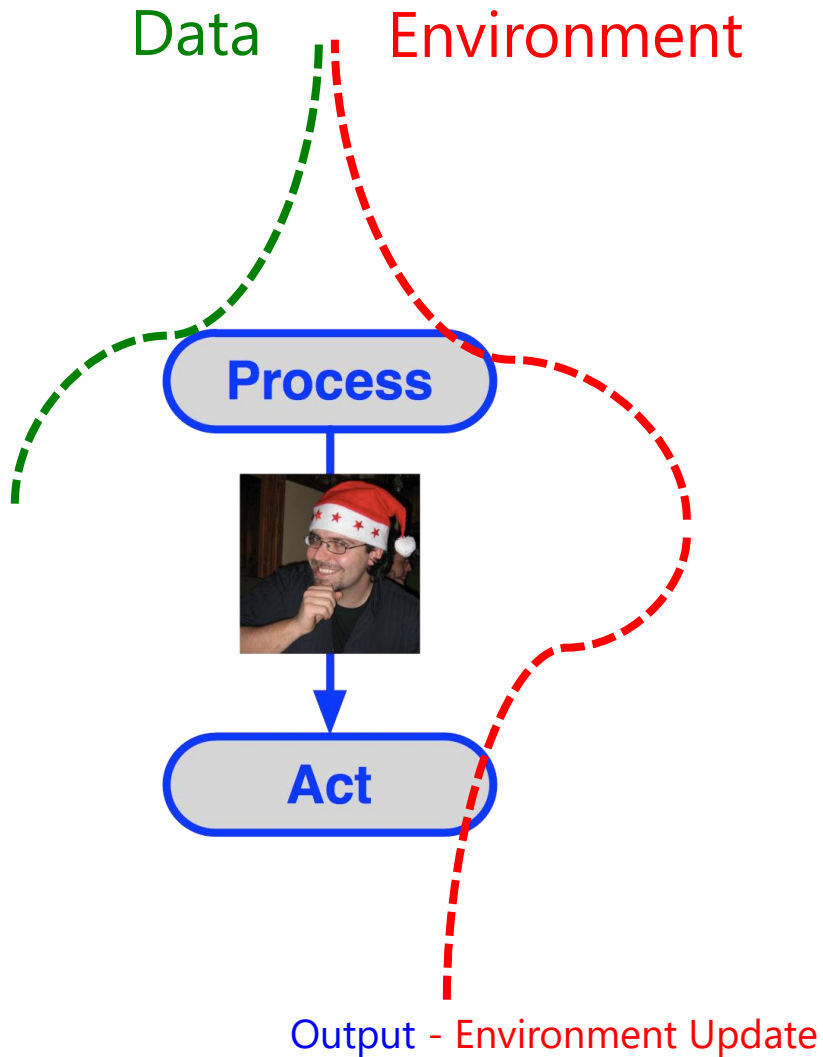 Data Environment
Process
Act
Output - Environment Update